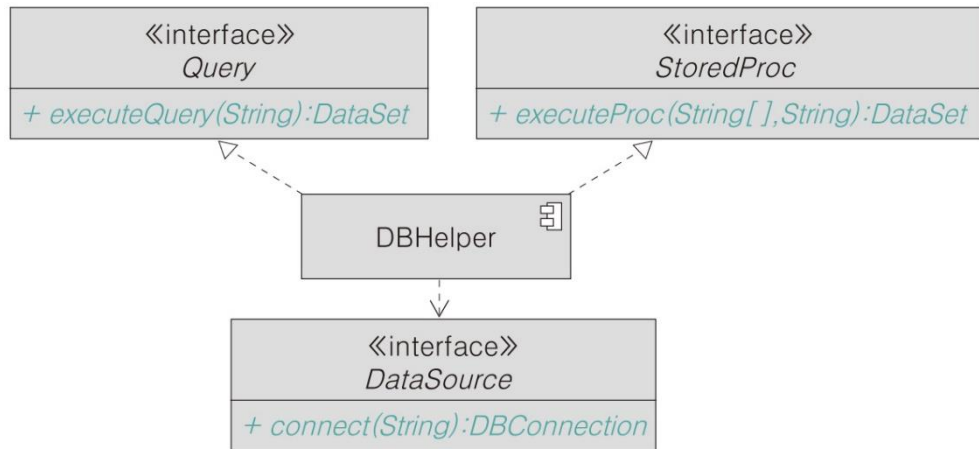 《interface》
Query
+ executeQuery(String):DataSet
《interface》
StoredProc
+ executeProc(String[ ],String):DataSet
DBHelper
《interface》
DataSource
+ connect(String):DBConnection